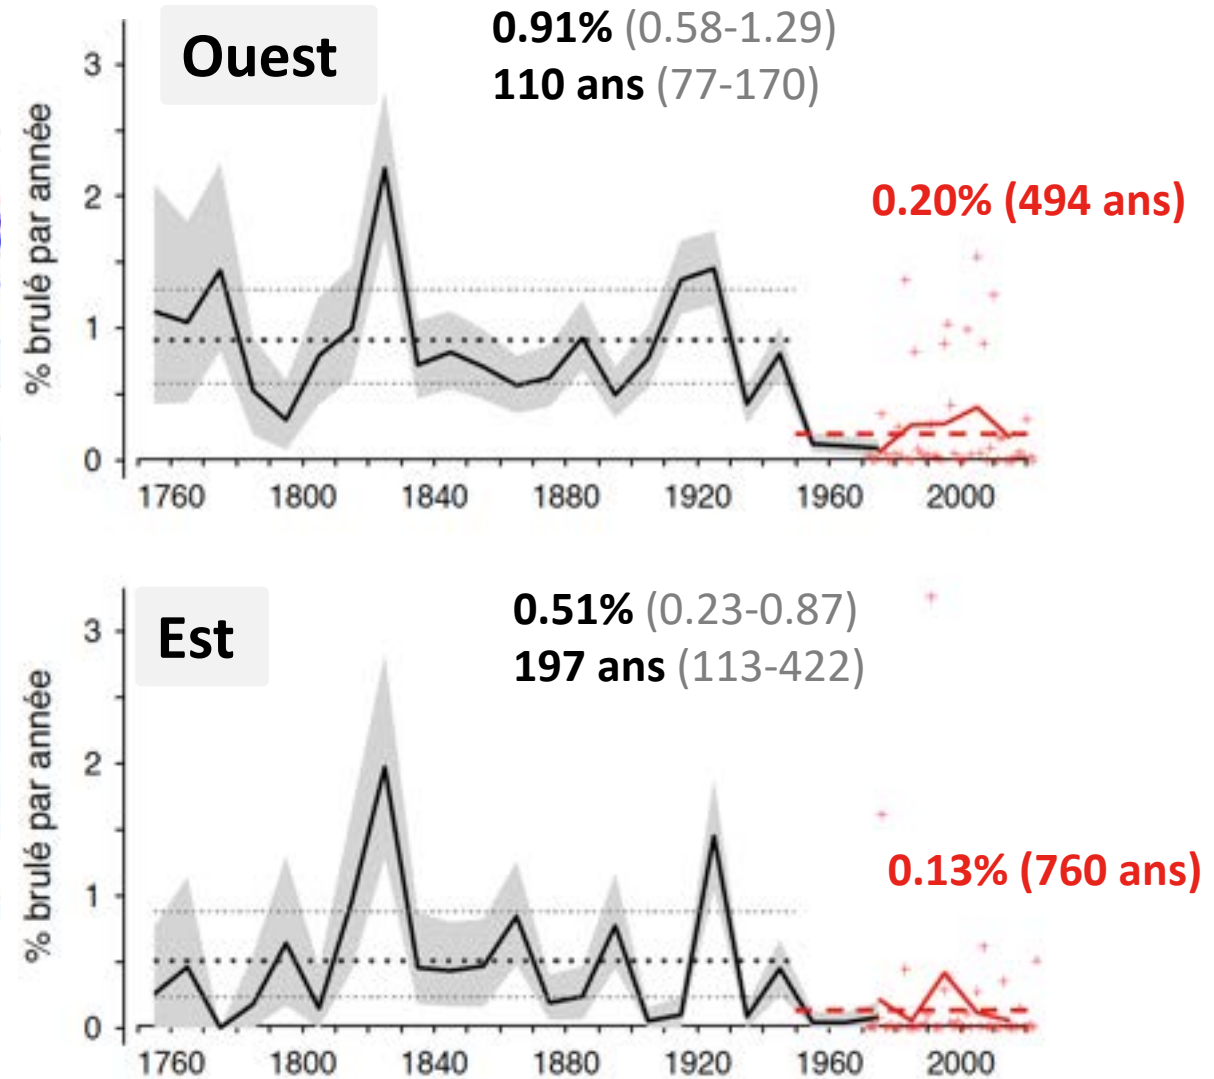 Ouest
0.91% (0.58-1.29)
110 ans (77-170)
0.20% (494 ans)
% brulé par année
3
2
1
0
1760 1800 1840 1880 1920 1960 2000
Est
0.51% (0.23-0.87)
197 ans (113-422)
0.13% (760 ans)
% brulé par année
3
2
1
0
1760 1800 1840 1880 1920 1960 2000